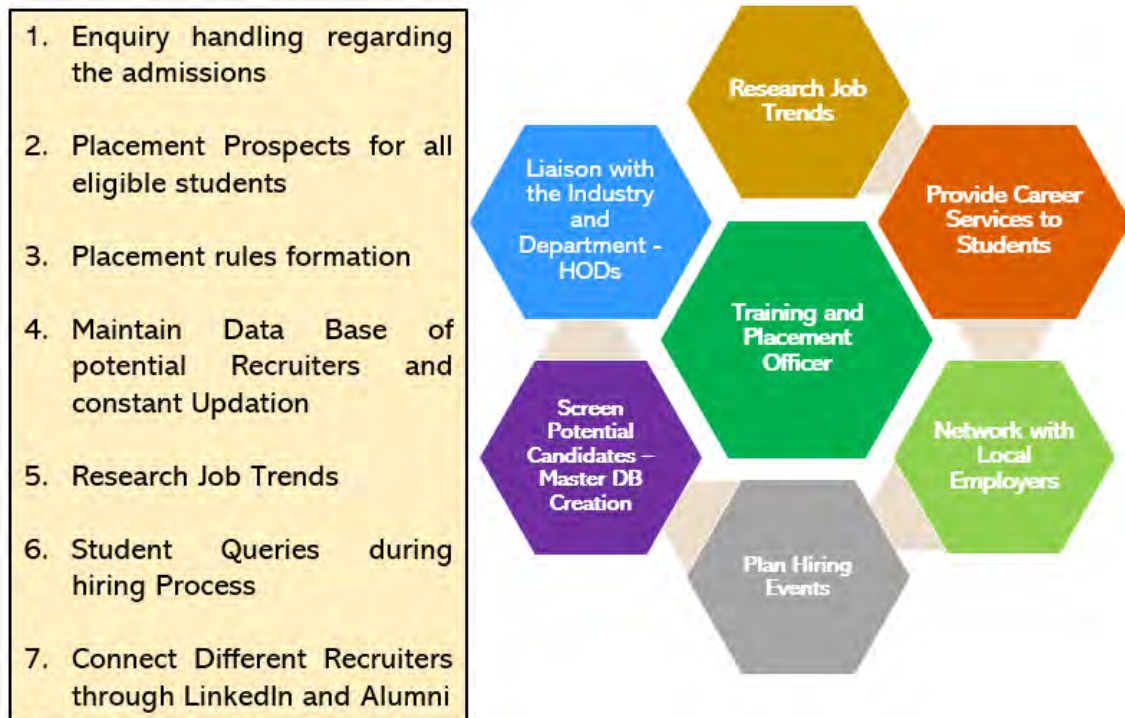 1. Enquiry handling regarding
the admissions
2. Placement Prospects for all
eligible students
3. Placement rules formation
4. Maintain Data Base of
potential Recruiters and
constant Updation
5. Research Job Trends
6. Student Queries during
hiring Process
7. Connect Different Recruiters
through LinkedIn and Alumni
Research Job
Trends
Provide Career
Services to
Students
Network with
Local
Employers
Plan Hiring
Events
Screen
Potential
Candidates –
Master DB
Creation
Liaison with
the Industry
and
Department -
HODs
Training and
Placement
Officer